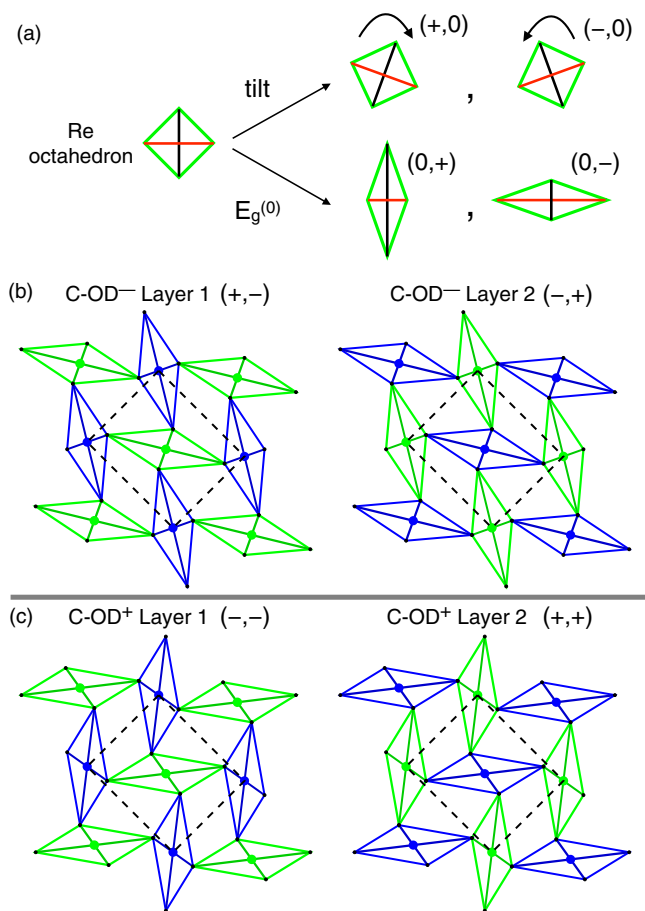 (a)
(+,0)
(−,0)
tilt
,
Re
octahedron
(0,+)
(0,−)
E_g^(0)
,
(b)
C-OD— Layer 1 (+,−)
C-OD— Layer 2 (−,+)
(c)
C-OD+ Layer 1 (−,−)
C-OD+ Layer 2 (+,+)